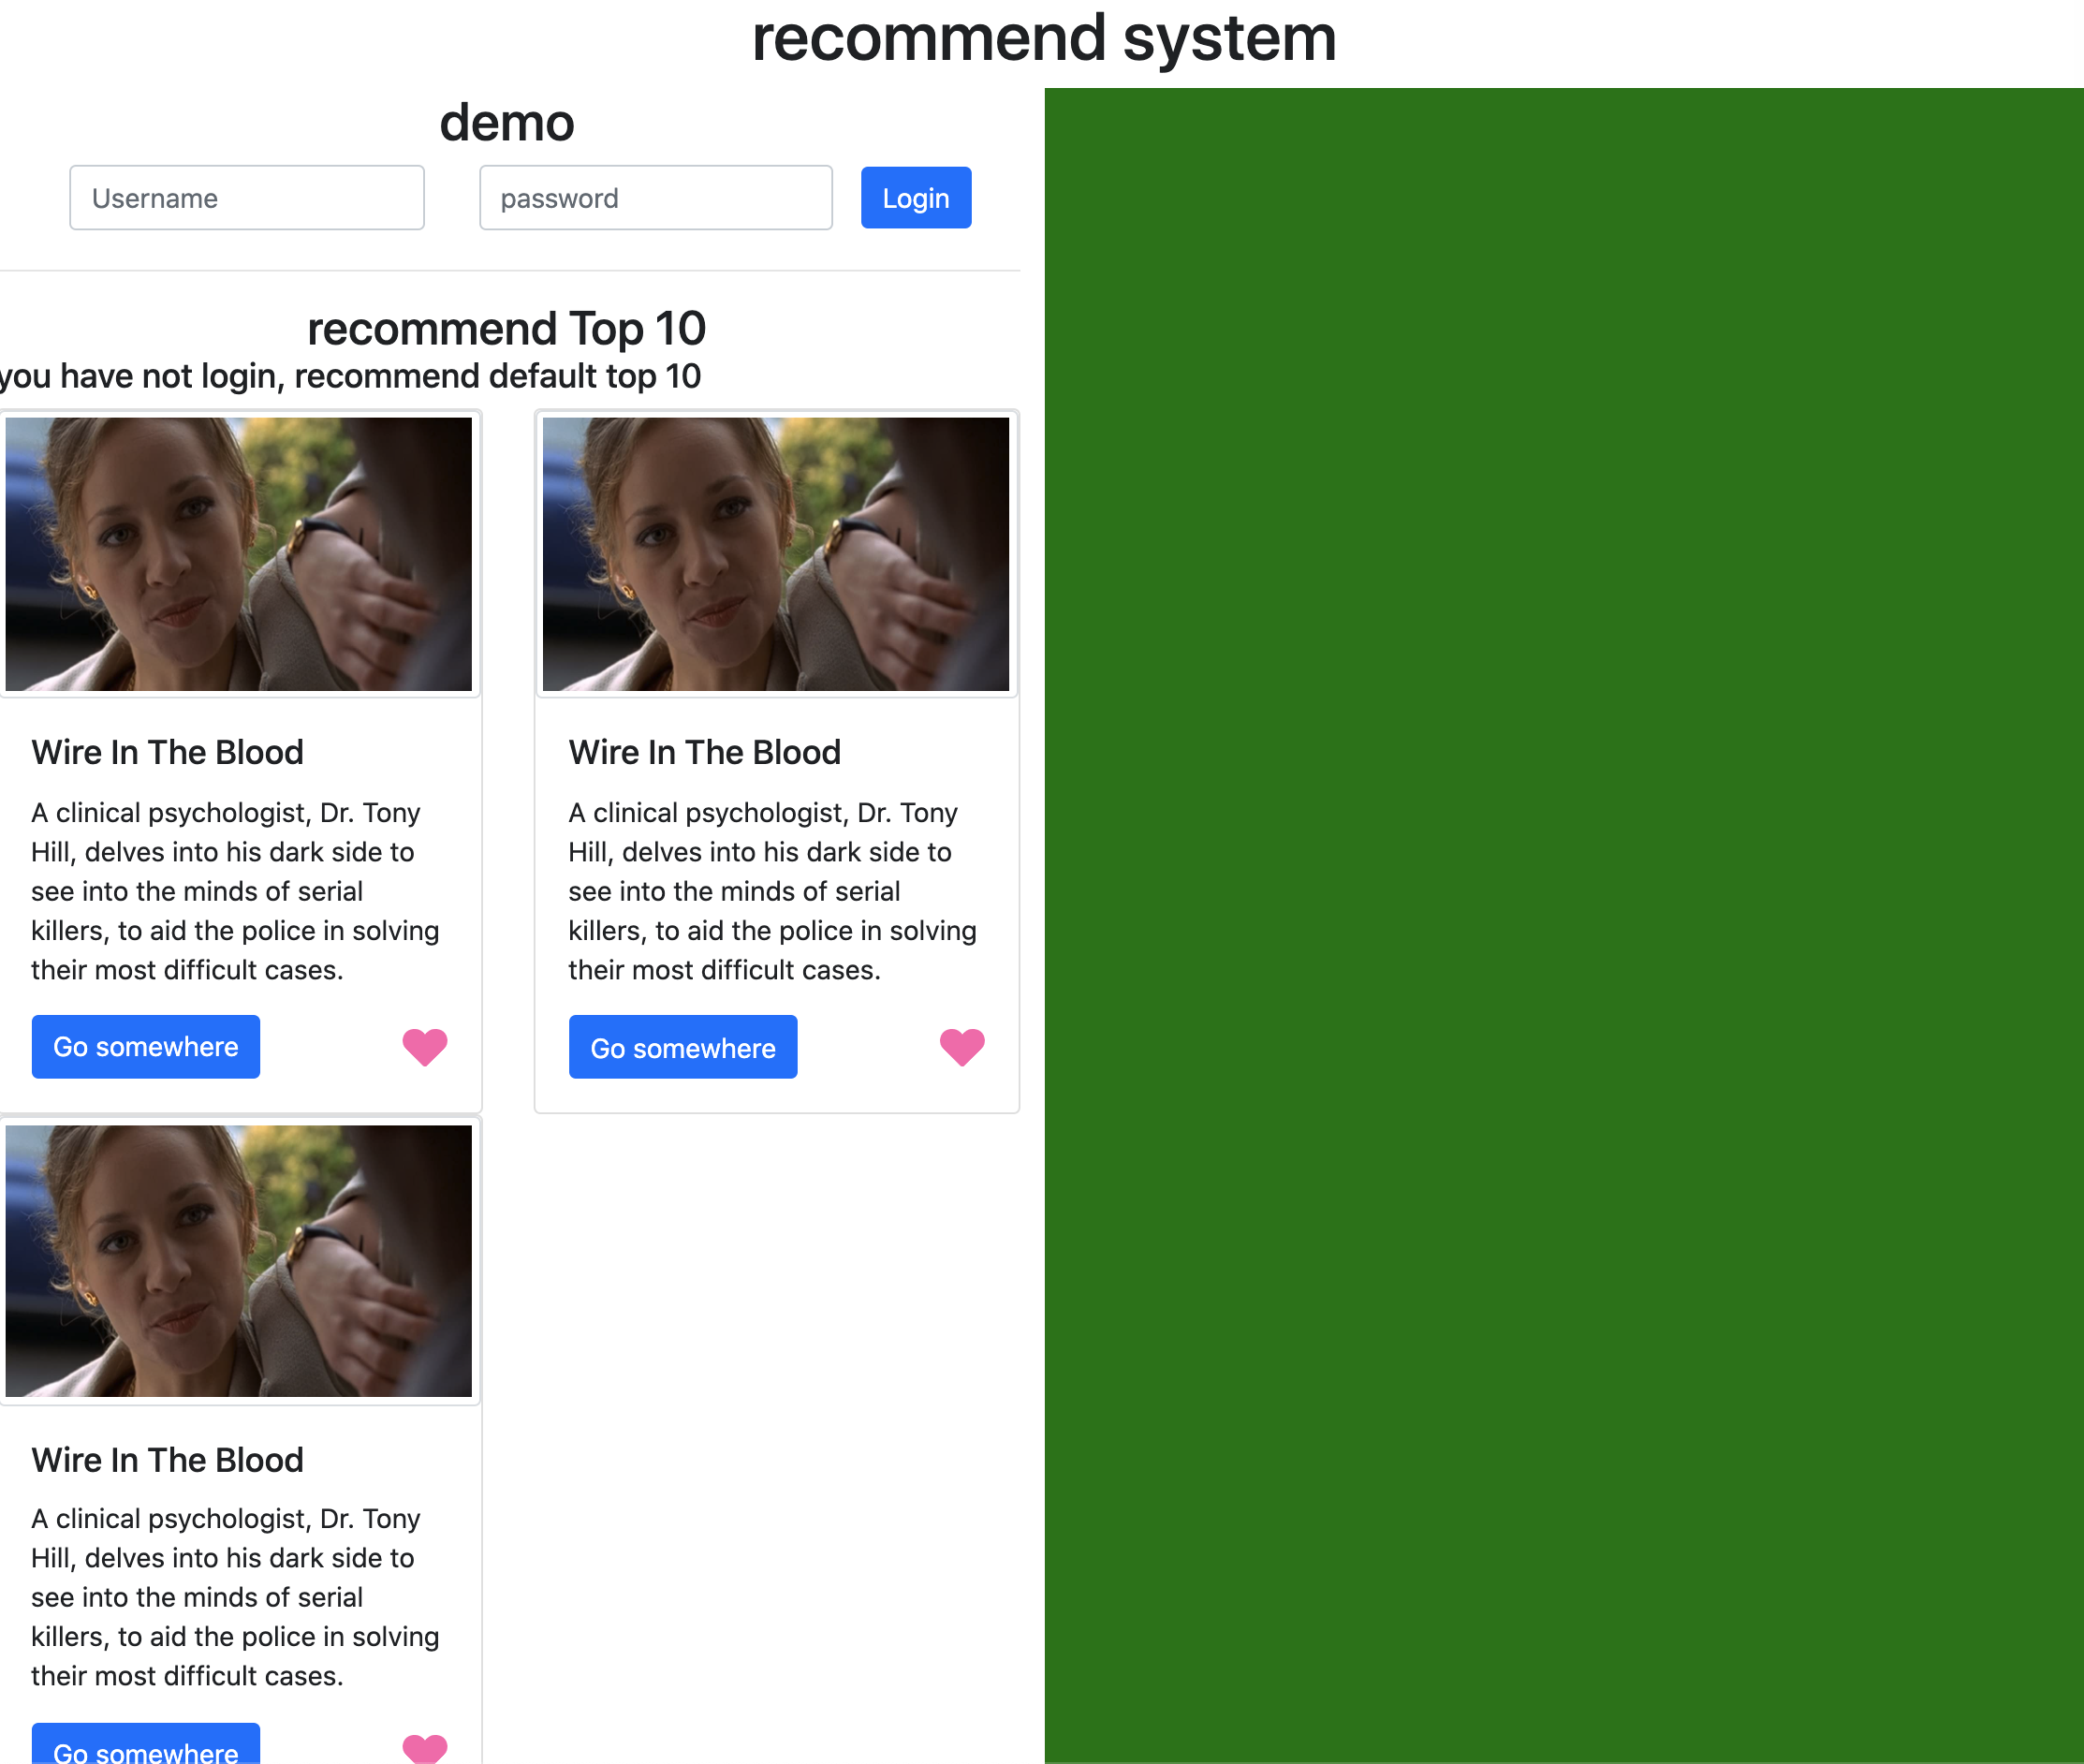 recommend system
demo
Username
password
Login
recommend Top 10
you have not login, recommend default top 10
Wire In The Blood
A clinical psychologist, Dr. Tony
Hill, delves into his dark side to
see into the minds of serial
killers, to aid the police in solving
their most difficult cases.
Go somewhere
Wire In The Blood
A clinical psychologist, Dr. Tony
Hill, delves into his dark side to
see into the minds of serial
killers, to aid the police in solving
their most difficult cases.
Go somewhere
Wire In The Blood
A clinical psychologist, Dr. Tony
Hill, delves into his dark side to
see into the minds of serial
killers, to aid the police in solving
their most difficult cases.
Go somewhere